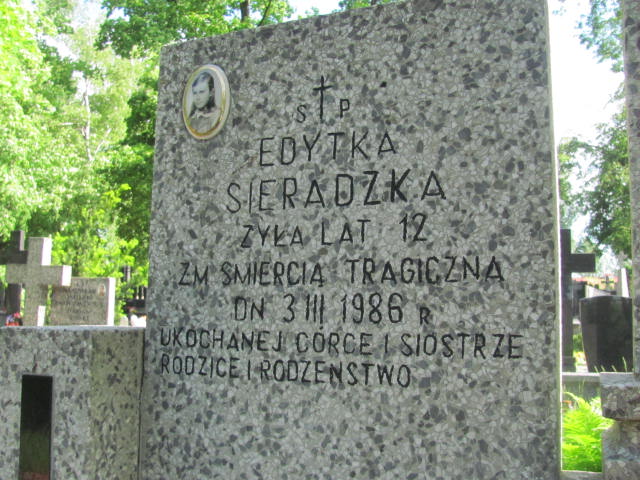 S † P
EDYTKA
SIERADZKA
ŻYŁA LAT 12
ZM ŚMIERCIĄ TRAGICZNĄ
DN 3 III 1986 R
UKOCHANEJ CÓRCE I SIOSTRZE
RODZICE I RODZEŃSTWO